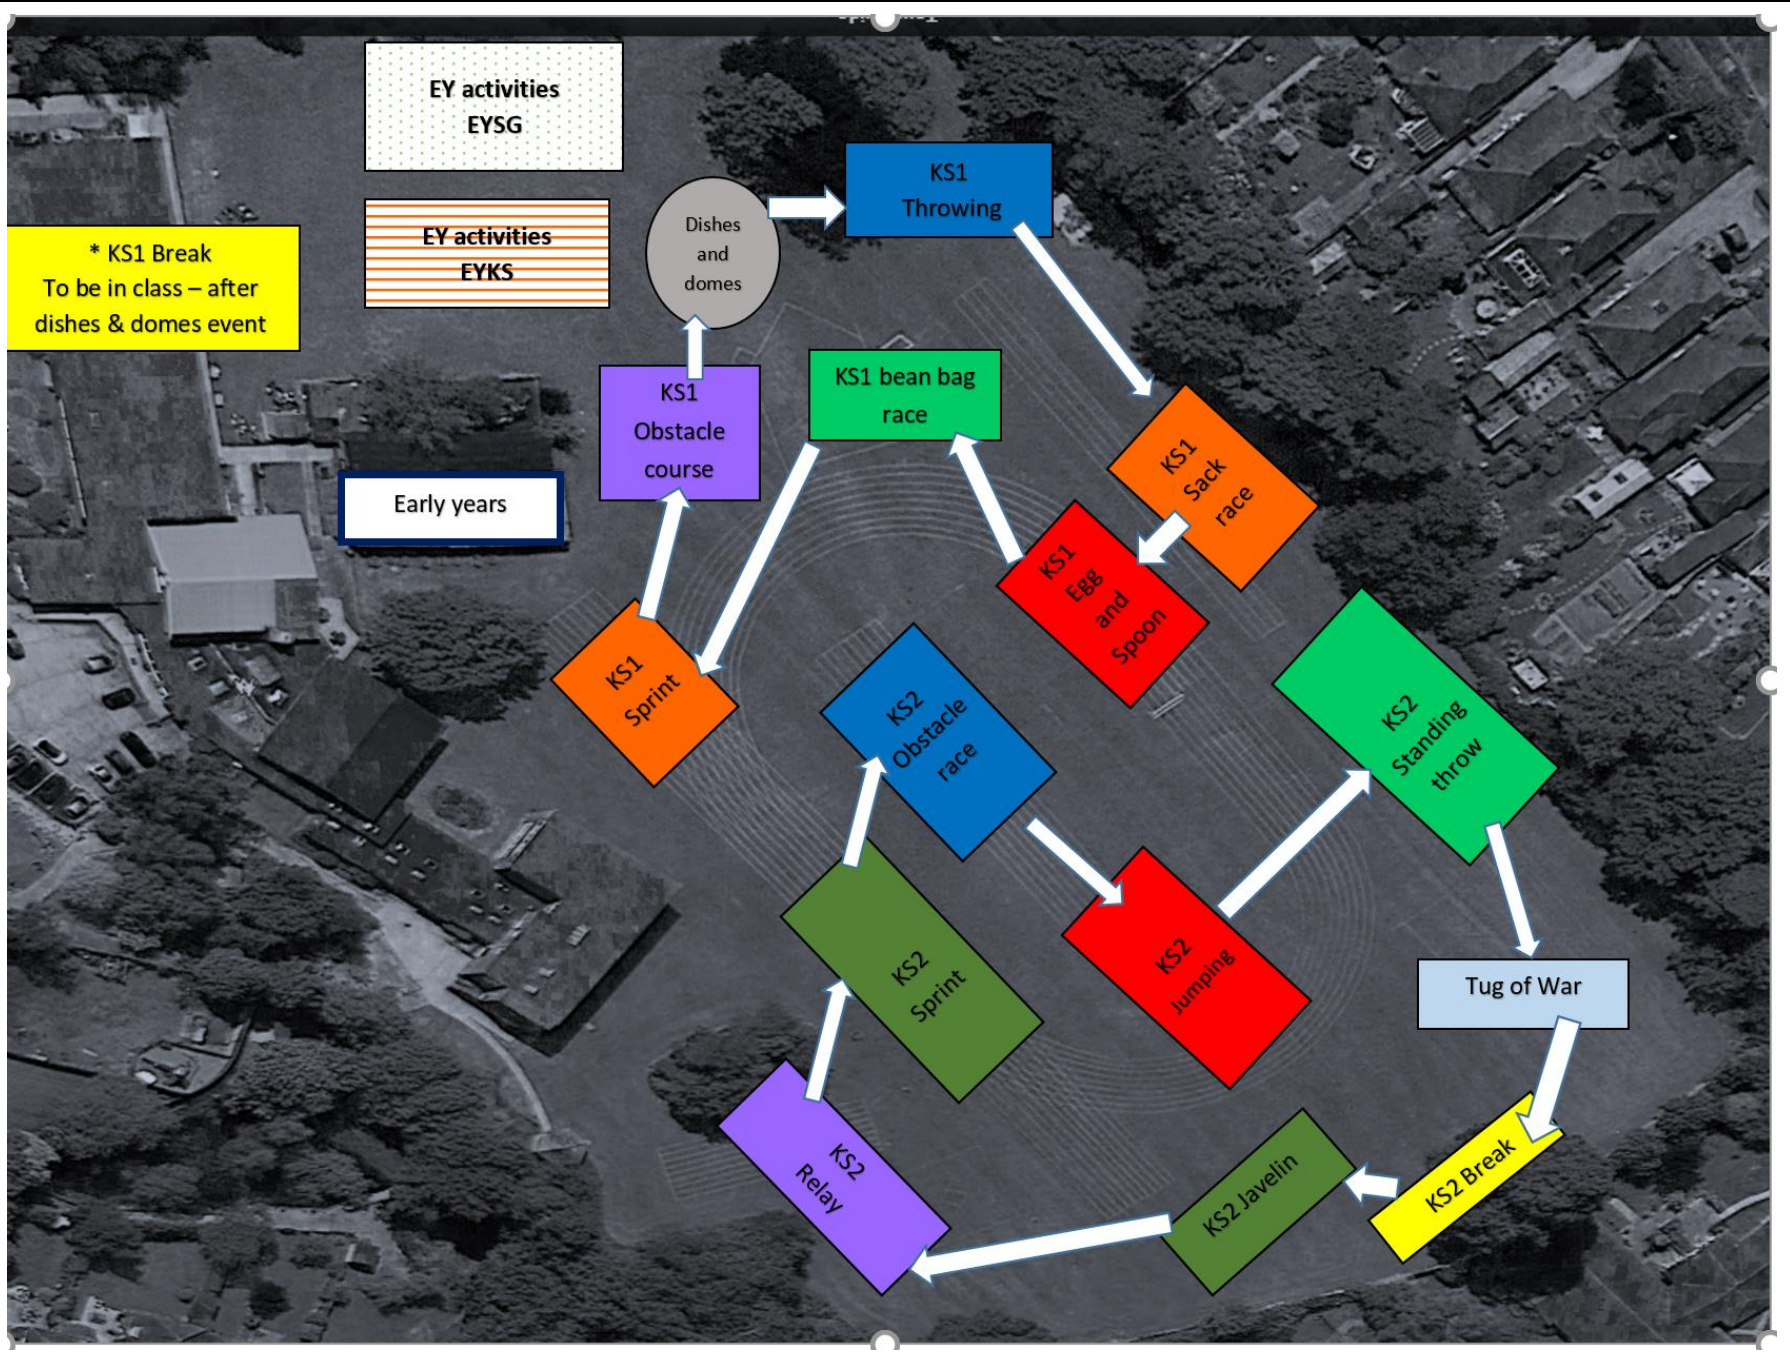 EY activities
EYSG
KS1
Throwing
EY activities
EYKS
Dishes
and
domes
* KS1 Break
To be in class – after
dishes & domes event
KS1
Obstacle
course
KS1 bean bag
race
KS1
Sack
race
Early years
KS1
Egg
and
Spoon
KS1
Sprint
KS2
Obstacle
race
KS2
Standing
throw
KS2
Sprint
KS2
Jumping
Tug of War
KS2
Relay
KS2 Javelin
KS2 Break